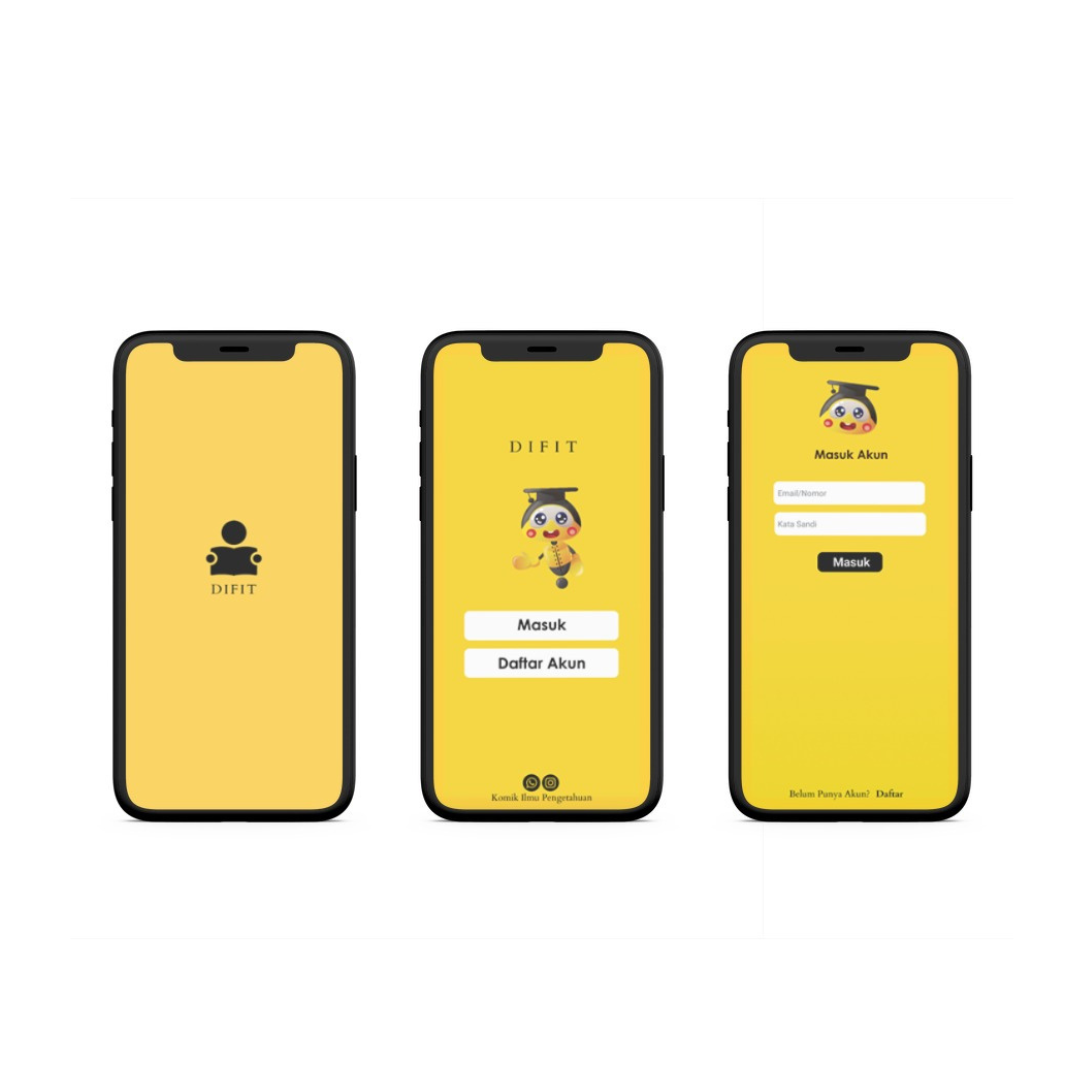 DIFIT
DIFIT
Masuk
Daftar Akun
Komik Ilmu Pengetahuan
Masuk Akun
Email/Nomor
Kata Sandi
Masuk
Belum Punya Akun? Daftar